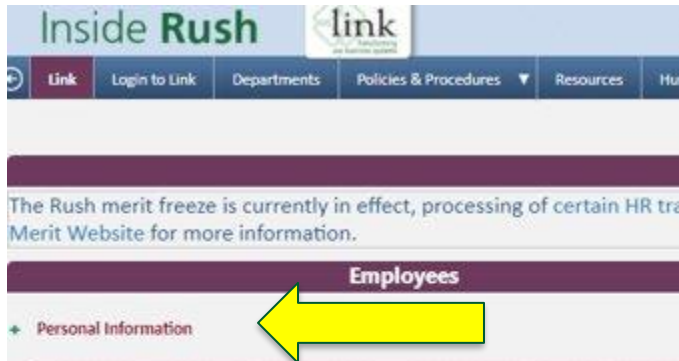 Inside Rush link
Link Login to Link Departments Policies & Procedures ▼ Resources Hu
The Rush merit freeze is currently in effect, processing of certain HR tra
Merit Website for more information.
Employees
+ Personal Information